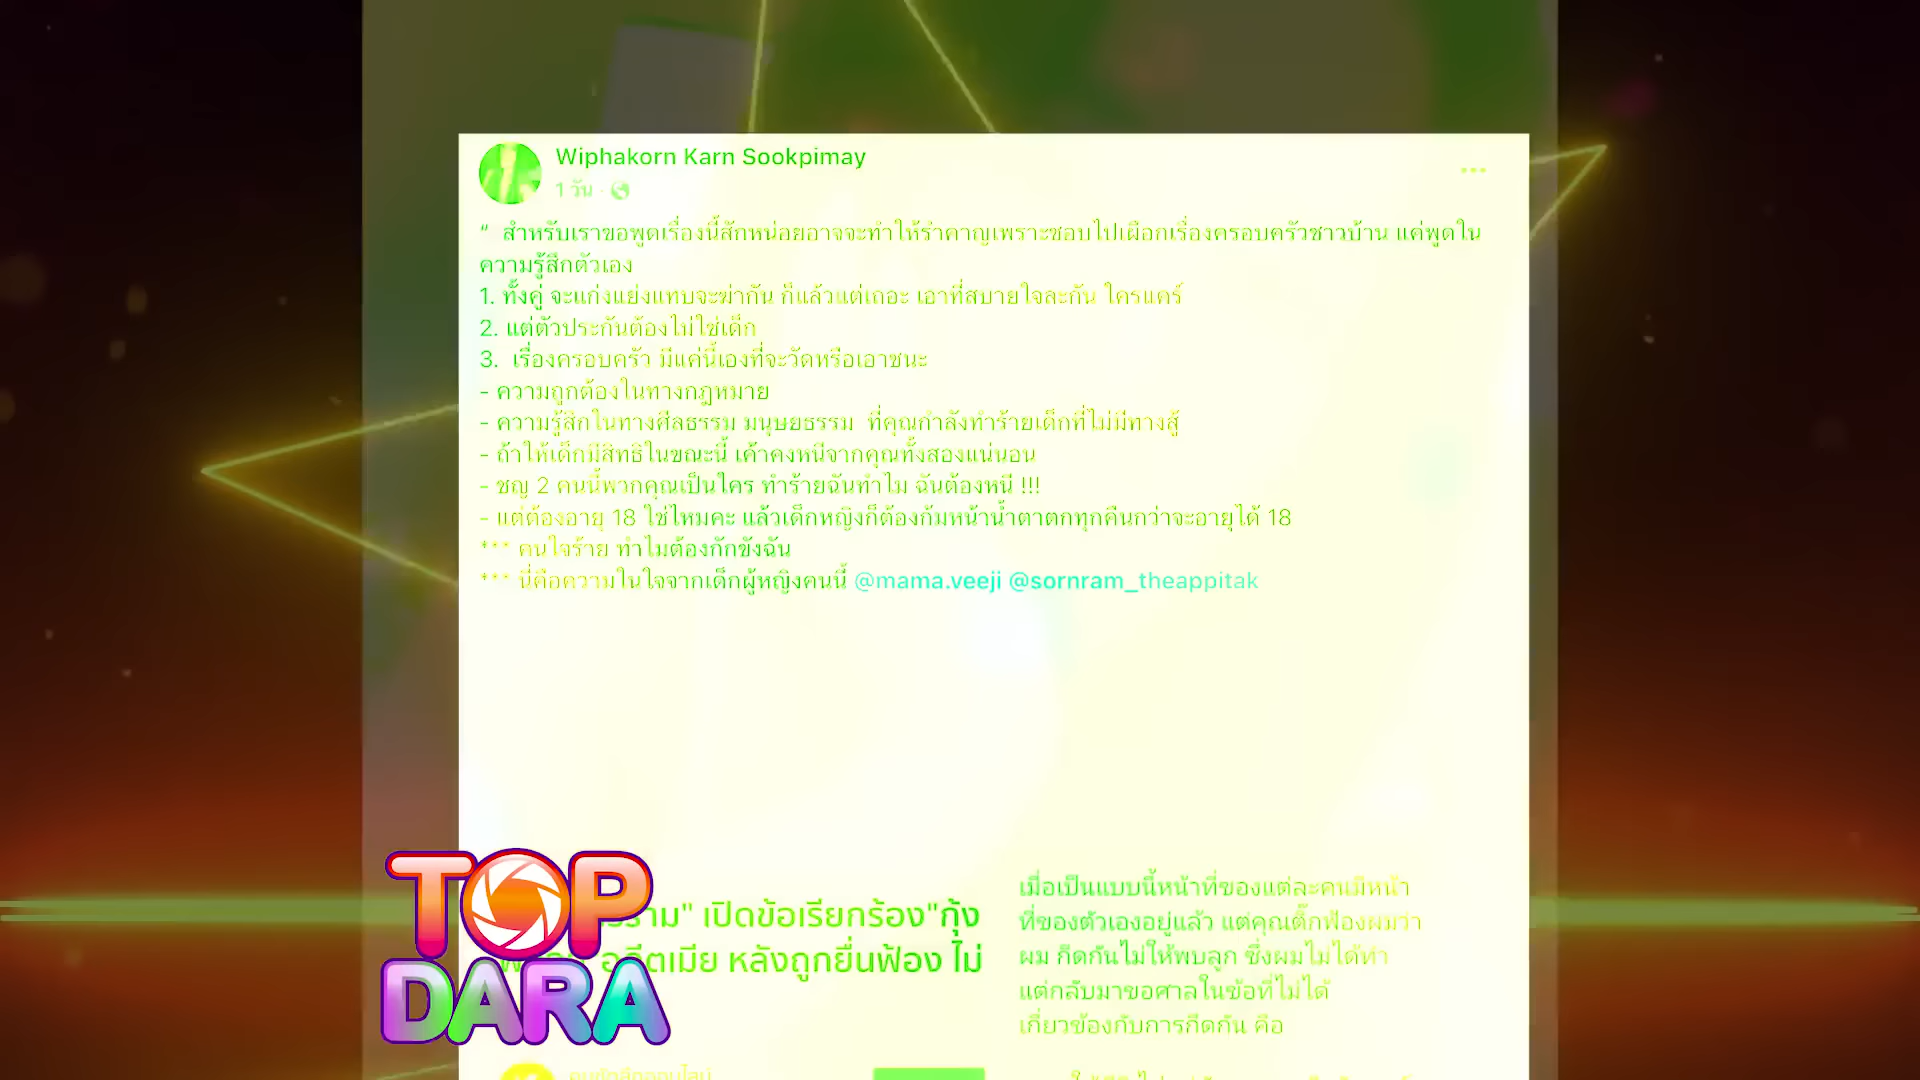 Wiphakorn Karn Sookpimay
1 วัน ·
“ สำหรับเราขอพูดเรื่องนี้สักหน่อยอาจจะทำให้รำคาญเพราะชอบไปเผือกเรื่องครอบครัวชาวบ้าน แค่พูดใน
ความรู้สึกตัวเอง
1. ทั้งคู่ จะแก่งแย่งแทบจะฆ่ากัน ก็แล้วแต่เถอะ เอาที่สบายใจละกัน ใครแคร์
2. แต่ตัวประกันต้องไม่ใช่เด็ก
3. เรื่องครอบครัว มีแค่นี้เองที่จะวัดหรือเอาชนะ
- ความถูกต้องในทางกฎหมาย
- ความรู้สึกในทางศีลธรรม มนุษยธรรม ที่คุณกำลังทำร้ายเด็กที่ไม่มีทางสู้
- ถ้าให้เด็กมีสิทธิในขณะนี้ เค้าคงหนีจากคุณทั้งสองแน่นอน
- ชญ 2 คนนี้พวกคุณเป็นใคร ทำร้ายฉันทำไม ฉันต้องหนี !!!
- แต่ต้องอายุ 18 ใช่ไหมคะ แล้วเด็กหญิงก็ต้องก้มหน้าน้ำตาตกทุกคืนกว่าจะอายุได้ 18
*** คนใจร้าย ทำไมต้องกักขังฉัน
*** นี่คือความในใจจากเด็กผู้หญิงคนนี้ @mama.veeji @sornram_theappitak
ราม" เปิดข้อเรียกร้อง"กุ้ง
อดีตเมีย หลังถูกยื่นฟ้อง ไม่
เมื่อเป็นแบบนี้หน้าที่ของแต่ละคนมีหน้า
ที่ของตัวเองอยู่แล้ว แต่คุณติ๊กฟ้องผมว่า
ผม กีดกันไม่ให้พบลูก ซึ่งผมไม่ได้ทำ
แต่กลับมาขอศาลในข้อที่ไม่ได้
เกี่ยวข้องกับการกีดกัน คือ
TOP
DARA